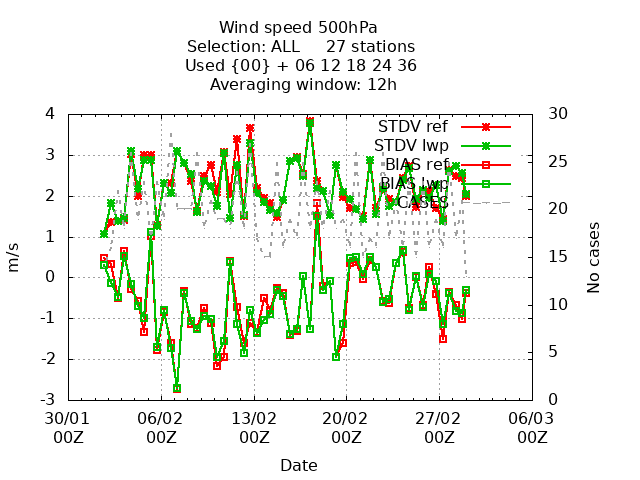 Wind speed 500hPa
Selection: ALL     27 stations
Used {00} + 06 12 18 24 36
Averaging window: 12h
STDV ref
STDV lwp
BIAS ref
BIAS lwp
CASES
4
3
2
1
0
-1
-2
-3
m/s
30
25
20
15
10
5
0
No cases
30/01 06/02 13/02 20/02 27/02 06/03
00Z 00Z 00Z 00Z 00Z 00Z
Date